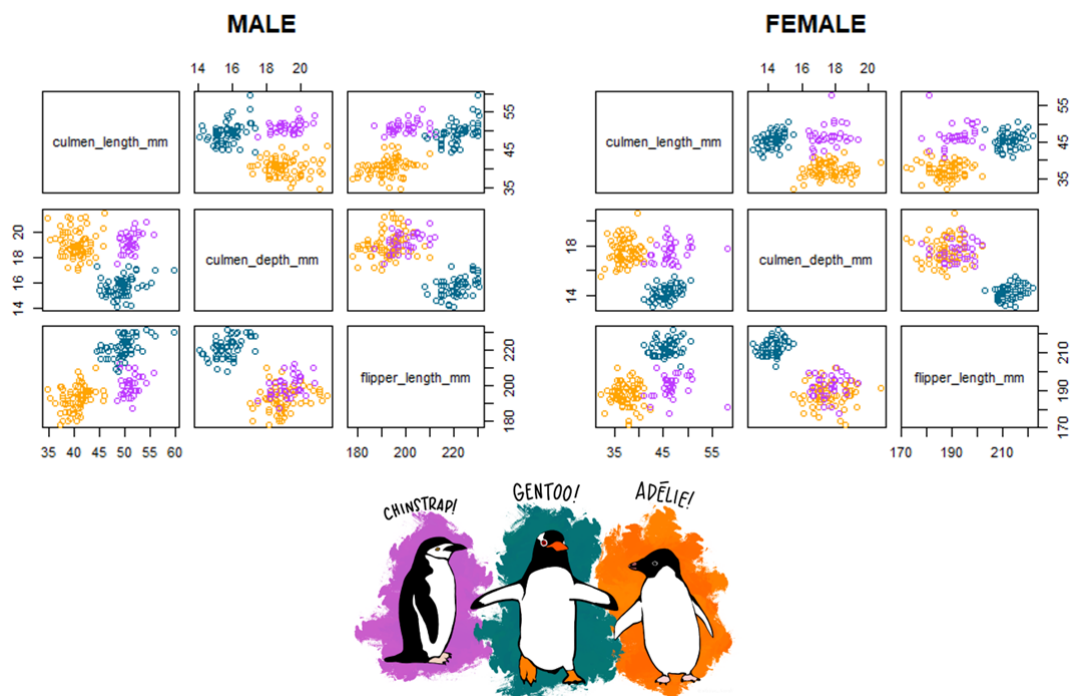 MALE
FEMALE
14 16 18 20
14 16 18 20
culmen_length_mm
35 45 55
culmen_length_mm
35 45 55
14 16 18 20
culmen_depth_mm
14 18
culmen_depth_mm
flipper_length_mm
180 200 220
flipper_length_mm
170 190 210
35 40 45 50 55 60
200 220
35 45 55
170 190 210
CHINSTRAP!
GENTOO!
ADÉLIE!